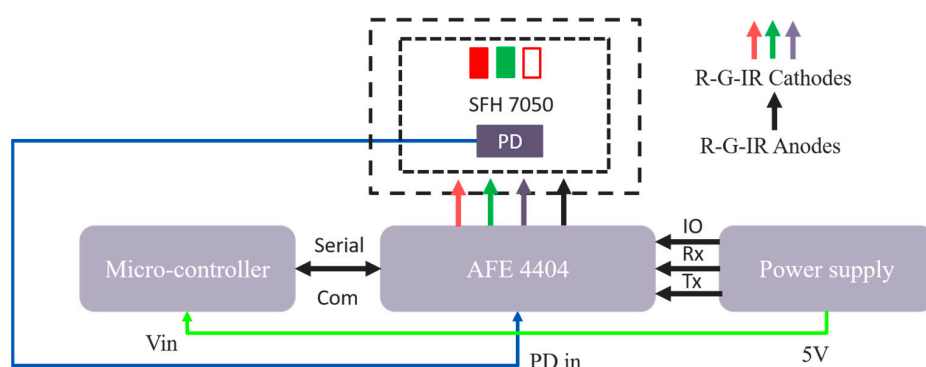 SFH 7050
PD
R-G-IR Cathodes
R-G-IR Anodes
Micro-controller
Serial
Com
AFE 4404
IO
Rx
Tx
Power supply
Vin
PD in
5V